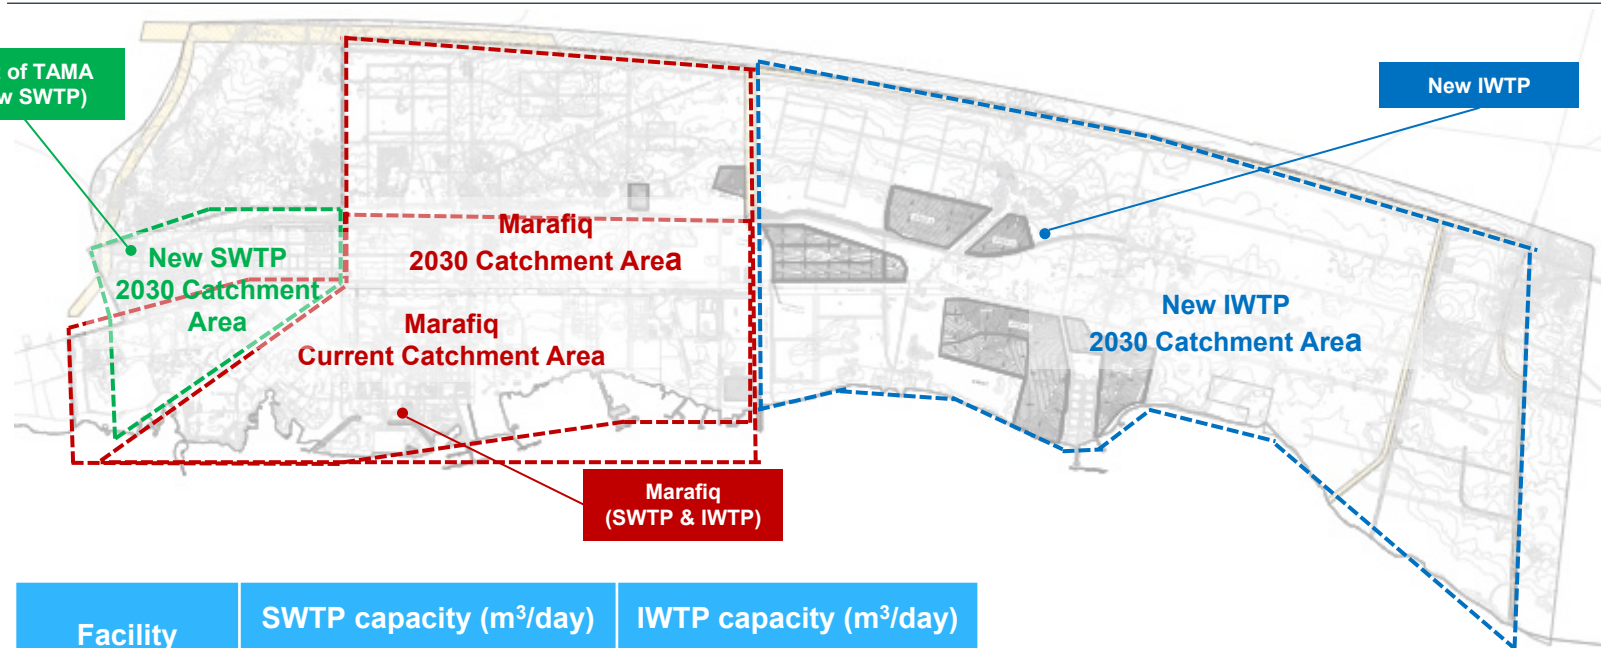 of TAMA
SWTP)
New IWTP
New SWTP
2030 Catchment
Area
Marafiq
2030 Catchment Area
Marafiq
Current Catchment Area
New IWTP
2030 Catchment Area
Marafiq
(SWTP & IWTP)
Facility
SWTP capacity (m³/day)
IWTP capacity (m³/day)